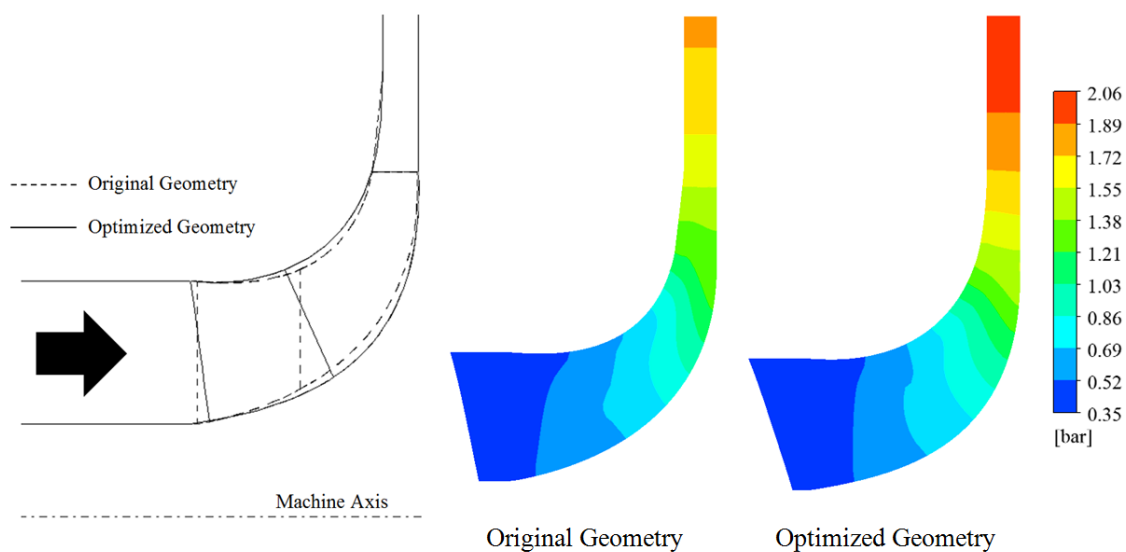 Original Geometry
Optimized Geometry
Machine Axis
Original Geometry
Optimized Geometry
2.06
1.89
1.72
1.55
1.38
1.21
1.03
0.86
0.69
0.52
0.35
[bar]